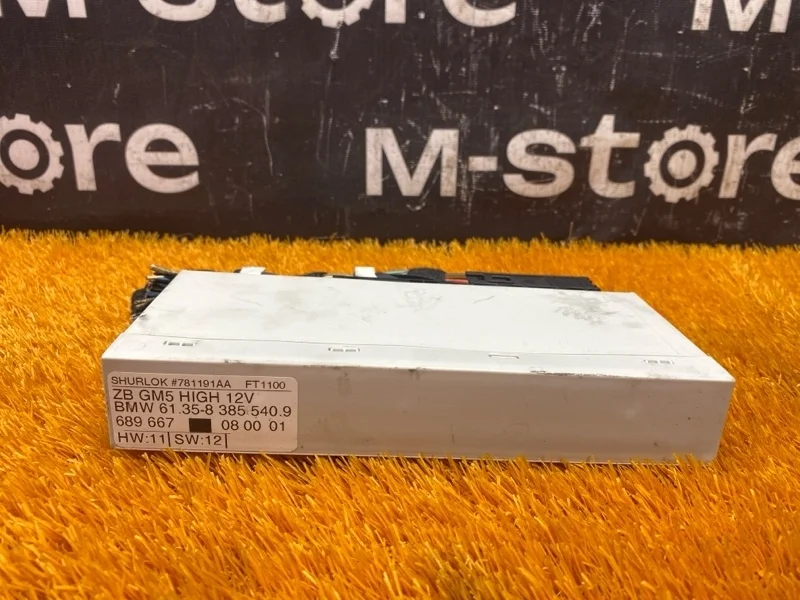 M-store
store
M-store
SHURLOK #781191AA FT1100
ZB GM5 HIGH 12V
BMW 61.35-8 385 540.9
689 667 08 00 01
HW:11 SW:12